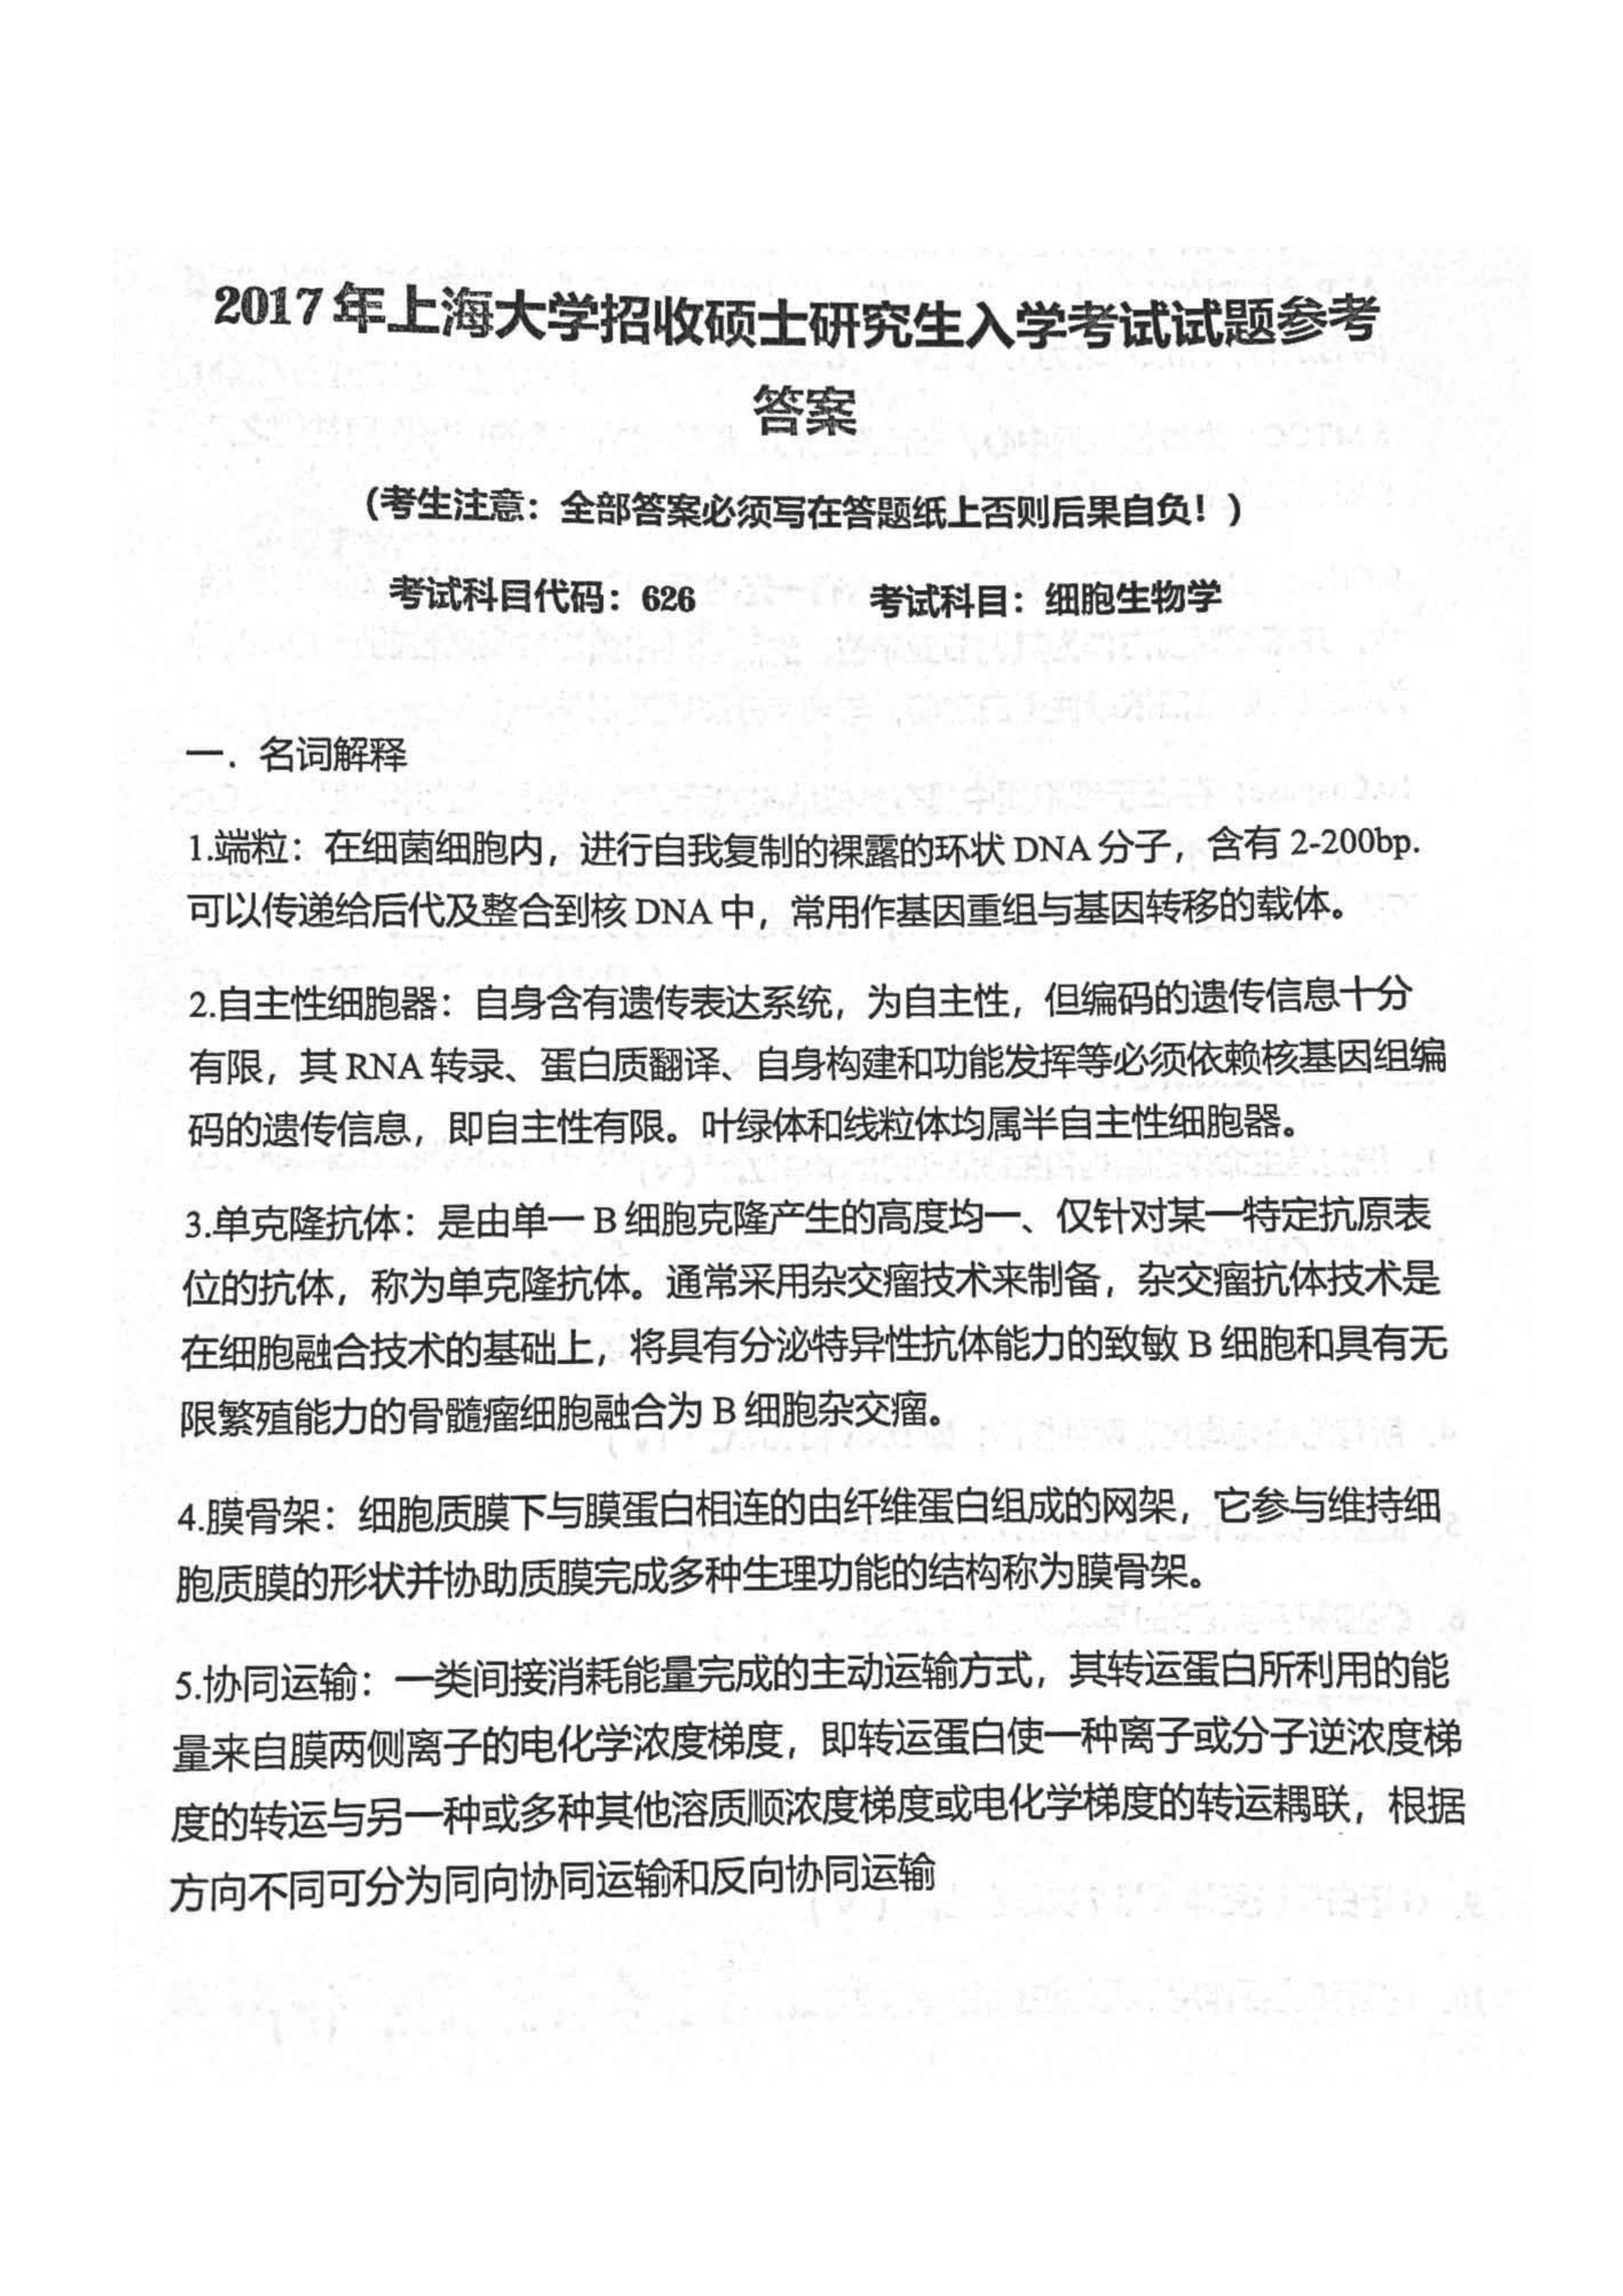 2017年上海大学招收硕士研究生入学考试试题参考
答案
（考生注意：全部答案必须写在答题纸上否则后果自负！）
考试科目代码：626 考试科目：细胞生物学
一．名词解释
1.端粒：在细菌细胞内，进行自我复制的裸露的环状 DNA 分子，含有 2-200bp.
可以传递给后代及整合到核 DNA 中，常用作基因重组与基因转移的载体。
2.自主性细胞器：自身含有遗传表达系统，为自主性，但编码的遗传信息十分
有限，其 RNA 转录、蛋白质翻译、自身构建和功能发挥等必须依赖核基因组编
码的遗传信息，即自主性有限。叶绿体和线粒体均属半自主性细胞器。
3.单克隆抗体：是由单一 B 细胞克隆产生的高度均一、仅针对某一特定抗原表
位的抗体，称为单克隆抗体。通常采用杂交瘤技术来制备，杂交瘤抗体技术是
在细胞融合技术的基础上，将具有分泌特异性抗体能力的致敏 B 细胞和具有无
限繁殖能力的骨髓瘤细胞融合为 B 细胞杂交瘤。
4.膜骨架：细胞质膜下与膜蛋白相连的由纤维蛋白组成的网架，它参与维持细
胞质膜的形状并协助质膜完成多种生理功能的结构称为膜骨架。
5.协同运输：一类间接消耗能量完成的主动运输方式，其转运蛋白所利用的能
量来自膜两侧离子的电化学浓度梯度，即转运蛋白使一种离子或分子逆浓度梯
度的转运与另一种或多种其他溶质顺浓度梯度或电化学梯度的转运耦联，根据
方向不同可分为同向协同运输和反向协同运输